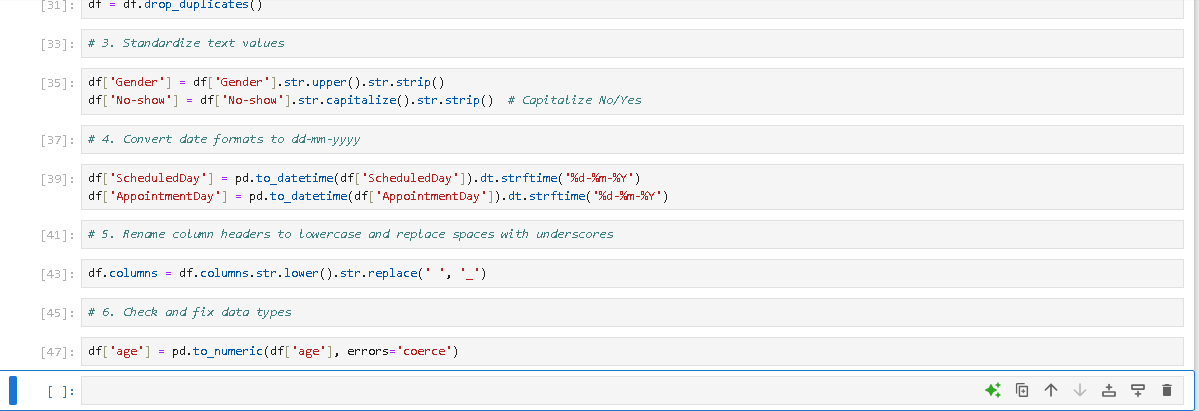 [31]: df = df.drop_duplicates()
[33]: # 3. Standardize text values
[35]: df['Gender'] = df['Gender'].str.upper().str.strip()
df['No-show'] = df['No-show'].str.capitalize().str.strip()  # Capitalize No/Yes
[37]: # 4. Convert date formats to dd-mm-yyyy
[39]: df['ScheduledDay'] = pd.to_datetime(df['ScheduledDay']).dt.strftime('%d-%m-%Y')
df['AppointmentDay'] = pd.to_datetime(df['AppointmentDay']).dt.strftime('%d-%m-%Y')
[41]: # 5. Rename column headers to lowercase and replace spaces with underscores
[43]: df.columns = df.columns.str.lower().str.replace(' ', '_')
[45]: # 6. Check and fix data types
[47]: df['age'] = pd.to_numeric(df['age'], errors='coerce')
[ ]: